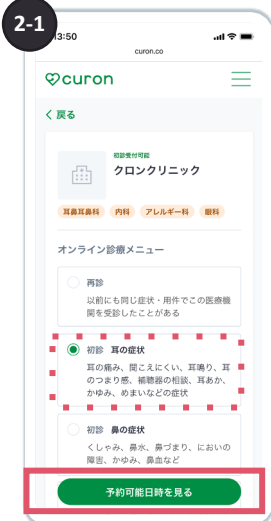 2-1
3:50
curon.co
curon
戻る
初診受付可能
クロンクリニック
耳鼻耳鼻科 内科 アレルギー科 眼科
オンライン診療メニュー
再診
以前にも同じ症状・用件でこの医療機
関を受診したことがある
初診 耳の症状
耳の痛み、聞こえにくい、耳鳴り、耳
のつまり感、補聴器の相談、耳あか、
かゆみ、めまいなどの症状
初診 鼻の症状
くしゃみ、鼻水、鼻づまり、においの
障害、かゆみ、鼻血など
予約可能日時を見る